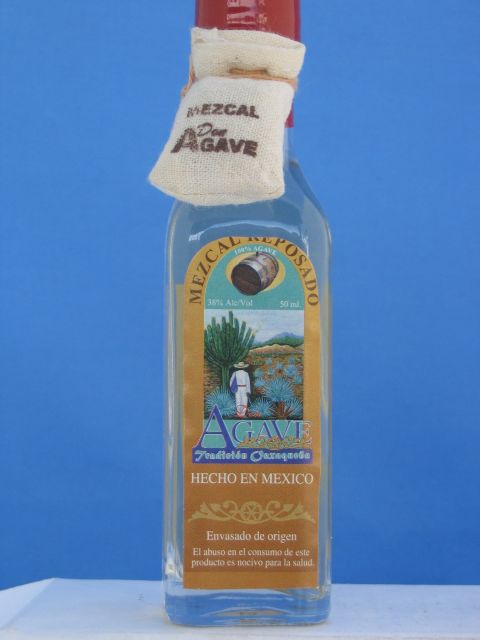 MEZCAL
Don
AGAVE
MEZCAL REPOSADO
100% AGAVE
38% Alc/Vol 50 ml.
Don
AGAVE
Tradición Oaxaqueña
HECHO EN MEXICO
Envasado de origen
El abuso en el consumo de este
producto es nocivo para la salud.